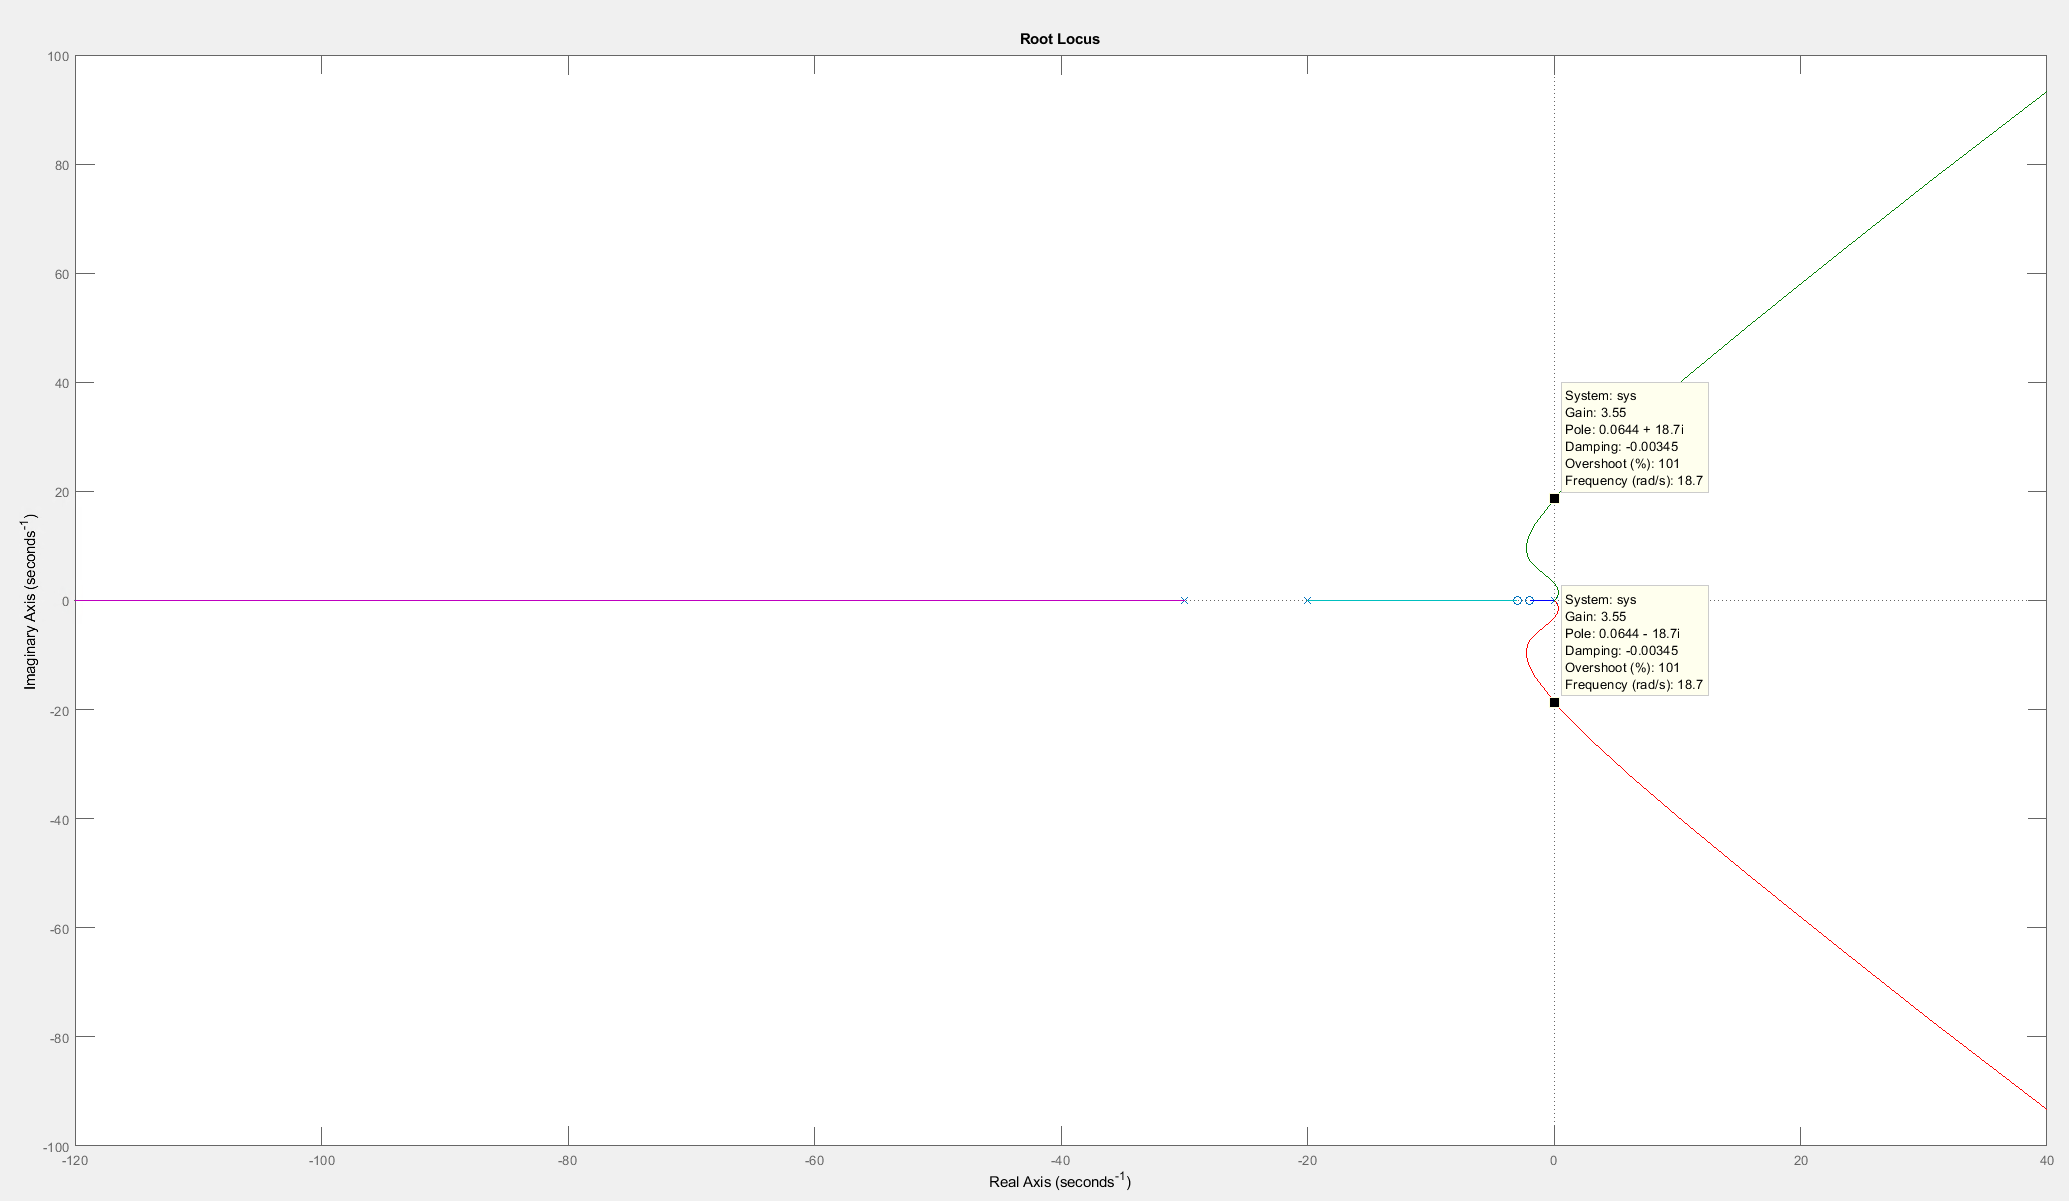 Root Locus
100
80
60
40
20
0
-20
-40
-60
-80
-100
Imaginary Axis (seconds-1)
System: sys
Gain: 3.55
Pole: 0.0644 + 18.7i
Damping: -0.00345
Overshoot (%): 101
Frequency (rad/s): 18.7
System: sys
Gain: 3.55
Pole: 0.0644 - 18.7i
Damping: -0.00345
Overshoot (%): 101
Frequency (rad/s): 18.7
-120 -100 -80 -60 -40 -20 0 20 40
Real Axis (seconds-1)